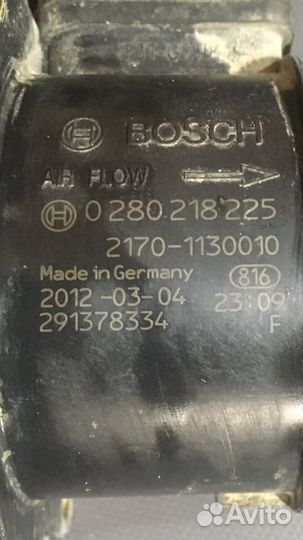 BOSCH
AIR FLOW
0 280 218 225
2170-1130010
Made in Germany 816
2012-03-04 23:09
291378334 F
Avito